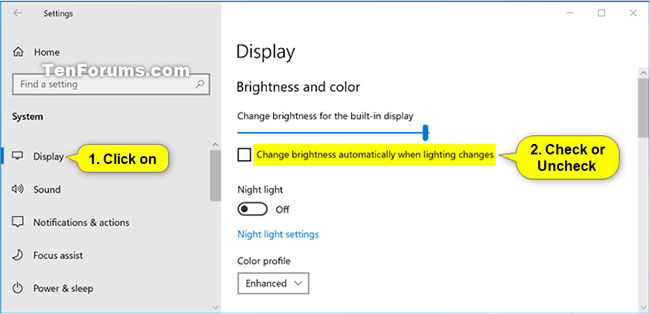 Settings
Home
TenForums.com
Find a setting
System
Display
1. Click on
Sound
Notifications & actions
Focus assist
Power & sleep
Display
Brightness and color
Change brightness for the built-in display
Change brightness automatically when lighting changes
2. Check or
Uncheck
Night light
Off
Night light settings
Color profile
Enhanced